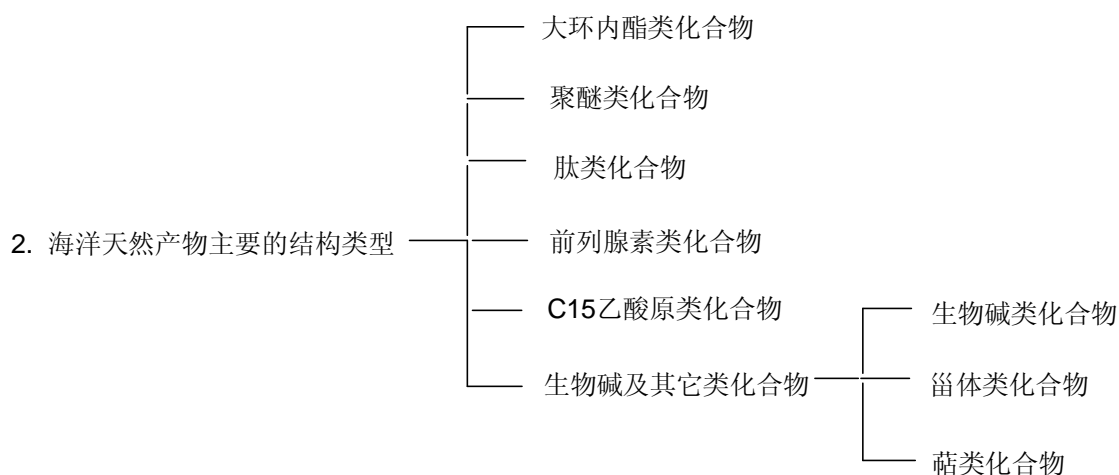 大环内酯类化合物
聚醚类化合物
肽类化合物
2. 海洋天然产物主要的结构类型
前列腺素类化合物
C15乙酸原类化合物
生物碱及其它类化合物
生物碱类化合物
甾体类化合物
萜类化合物